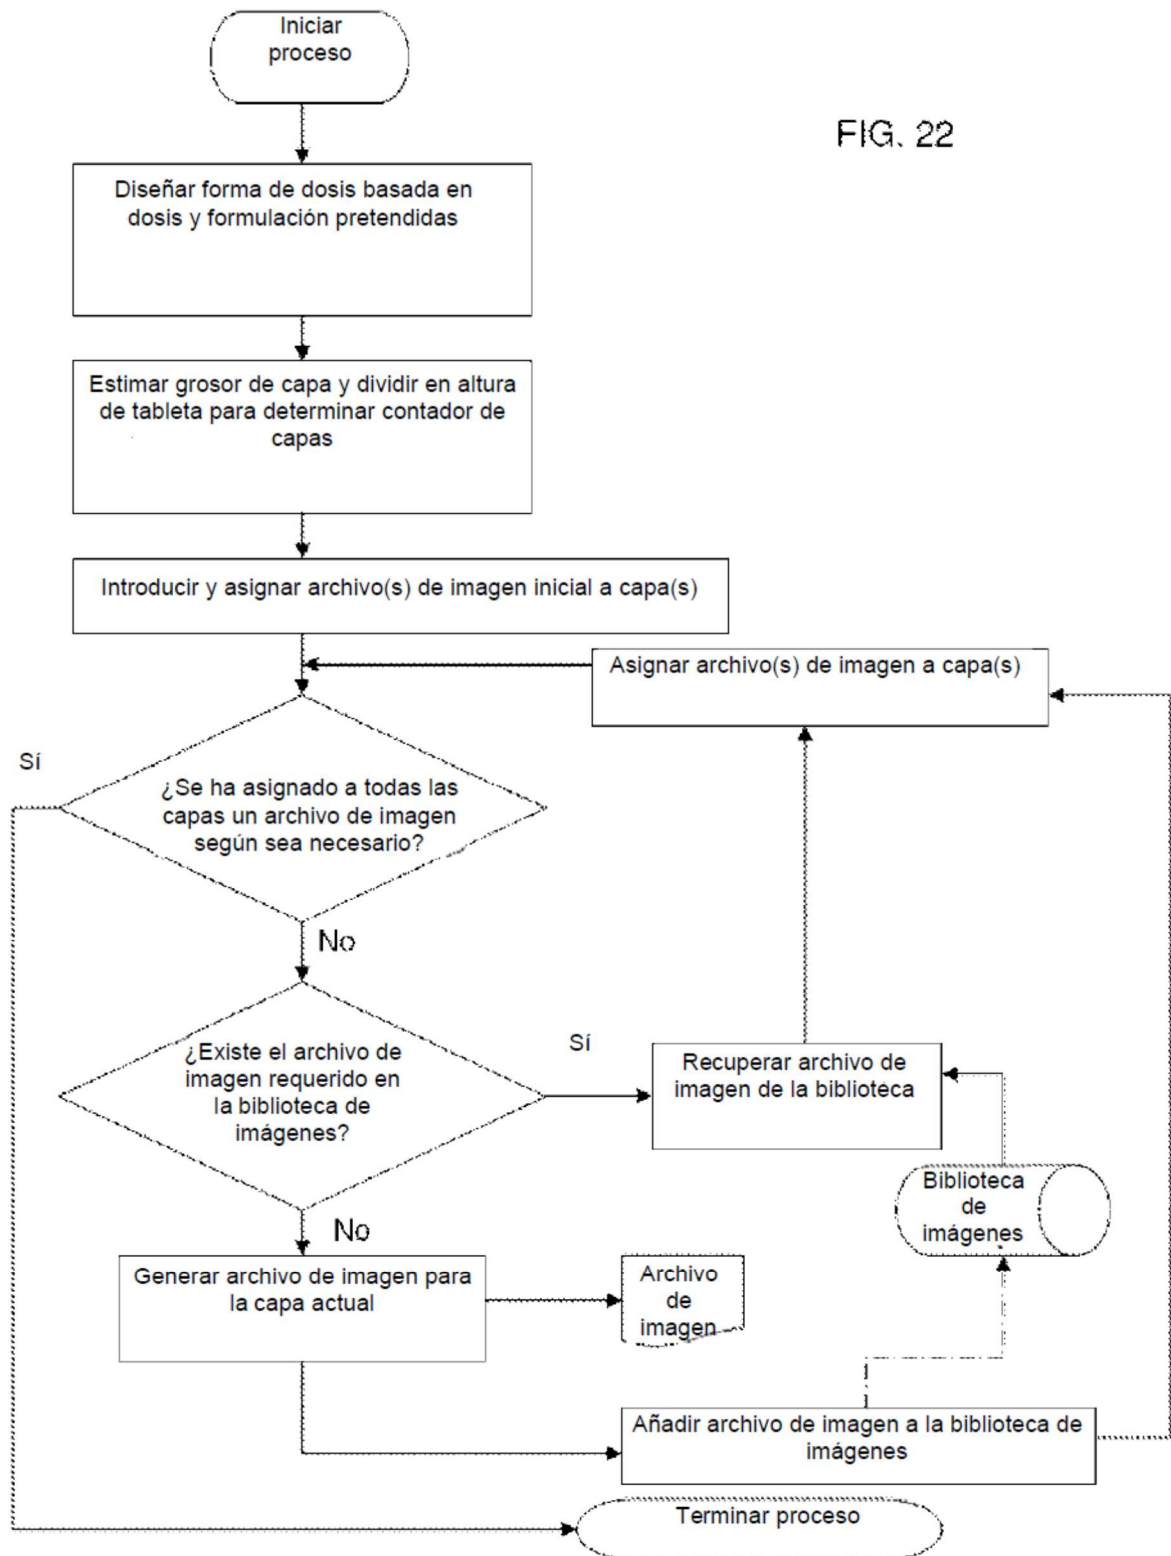 Iniciar
proceso
FIG. 22
Diseñar forma de dosis basada en
dosis y formulación pretendidas
Estimar grosor de capa y dividir en altura
de tableta para determinar contador de
capas
Introducir y asignar archivo(s) de imagen inicial a capa(s)
Asignar archivo(s) de imagen a capa(s)
Sí
¿Se ha asignado a todas las
capas un archivo de imagen
según sea necesario?
No
¿Existe el archivo de
imagen requerido en
la biblioteca de
imágenes?
Sí
Recuperar archivo de
imagen de la biblioteca
Biblioteca
de
imágenes
No
Generar archivo de imagen para
la capa actual
Archivo
de
imagen
Añadir archivo de imagen a la biblioteca de
imágenes
Terminar proceso